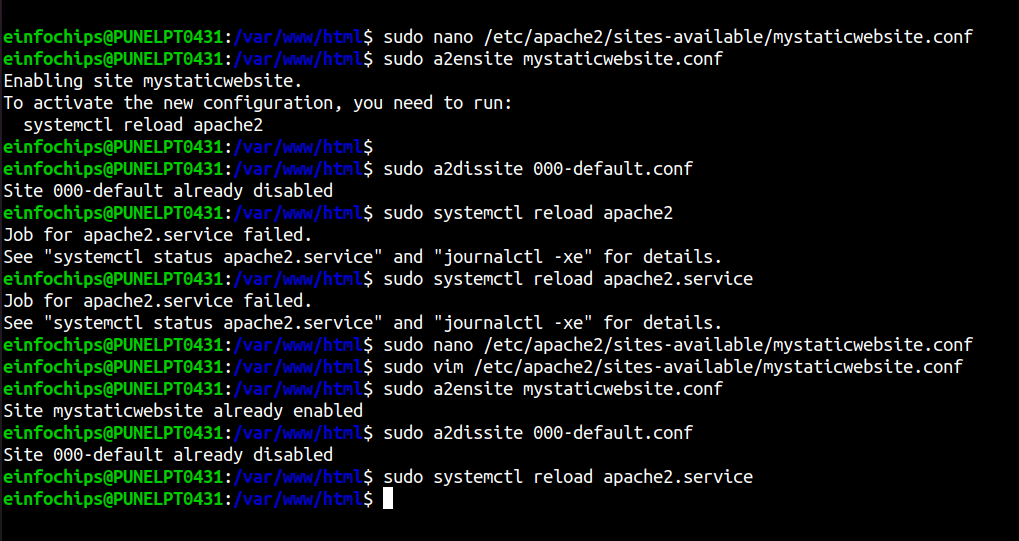 einfochips@PUNELPT0431:/var/www/html$ sudo nano /etc/apache2/sites-available/mystaticwebsite.conf
einfochips@PUNELPT0431:/var/www/html$ sudo a2ensite mystaticwebsite.conf
Enabling site mystaticwebsite.
To activate the new configuration, you need to run:
  systemctl reload apache2
einfochips@PUNELPT0431:/var/www/html$
einfochips@PUNELPT0431:/var/www/html$ sudo a2dissite 000-default.conf
Site 000-default already disabled
einfochips@PUNELPT0431:/var/www/html$ sudo systemctl reload apache2
Job for apache2.service failed.
See "systemctl status apache2.service" and "journalctl -xe" for details.
einfochips@PUNELPT0431:/var/www/html$ sudo systemctl reload apache2.service
Job for apache2.service failed.
See "systemctl status apache2.service" and "journalctl -xe" for details.
einfochips@PUNELPT0431:/var/www/html$ sudo nano /etc/apache2/sites-available/mystaticwebsite.conf
einfochips@PUNELPT0431:/var/www/html$ sudo vim /etc/apache2/sites-available/mystaticwebsite.conf
einfochips@PUNELPT0431:/var/www/html$ sudo a2ensite mystaticwebsite.conf
Site mystaticwebsite already enabled
einfochips@PUNELPT0431:/var/www/html$ sudo a2dissite 000-default.conf
Site 000-default already disabled
einfochips@PUNELPT0431:/var/www/html$ sudo systemctl reload apache2.service
einfochips@PUNELPT0431:/var/www/html$